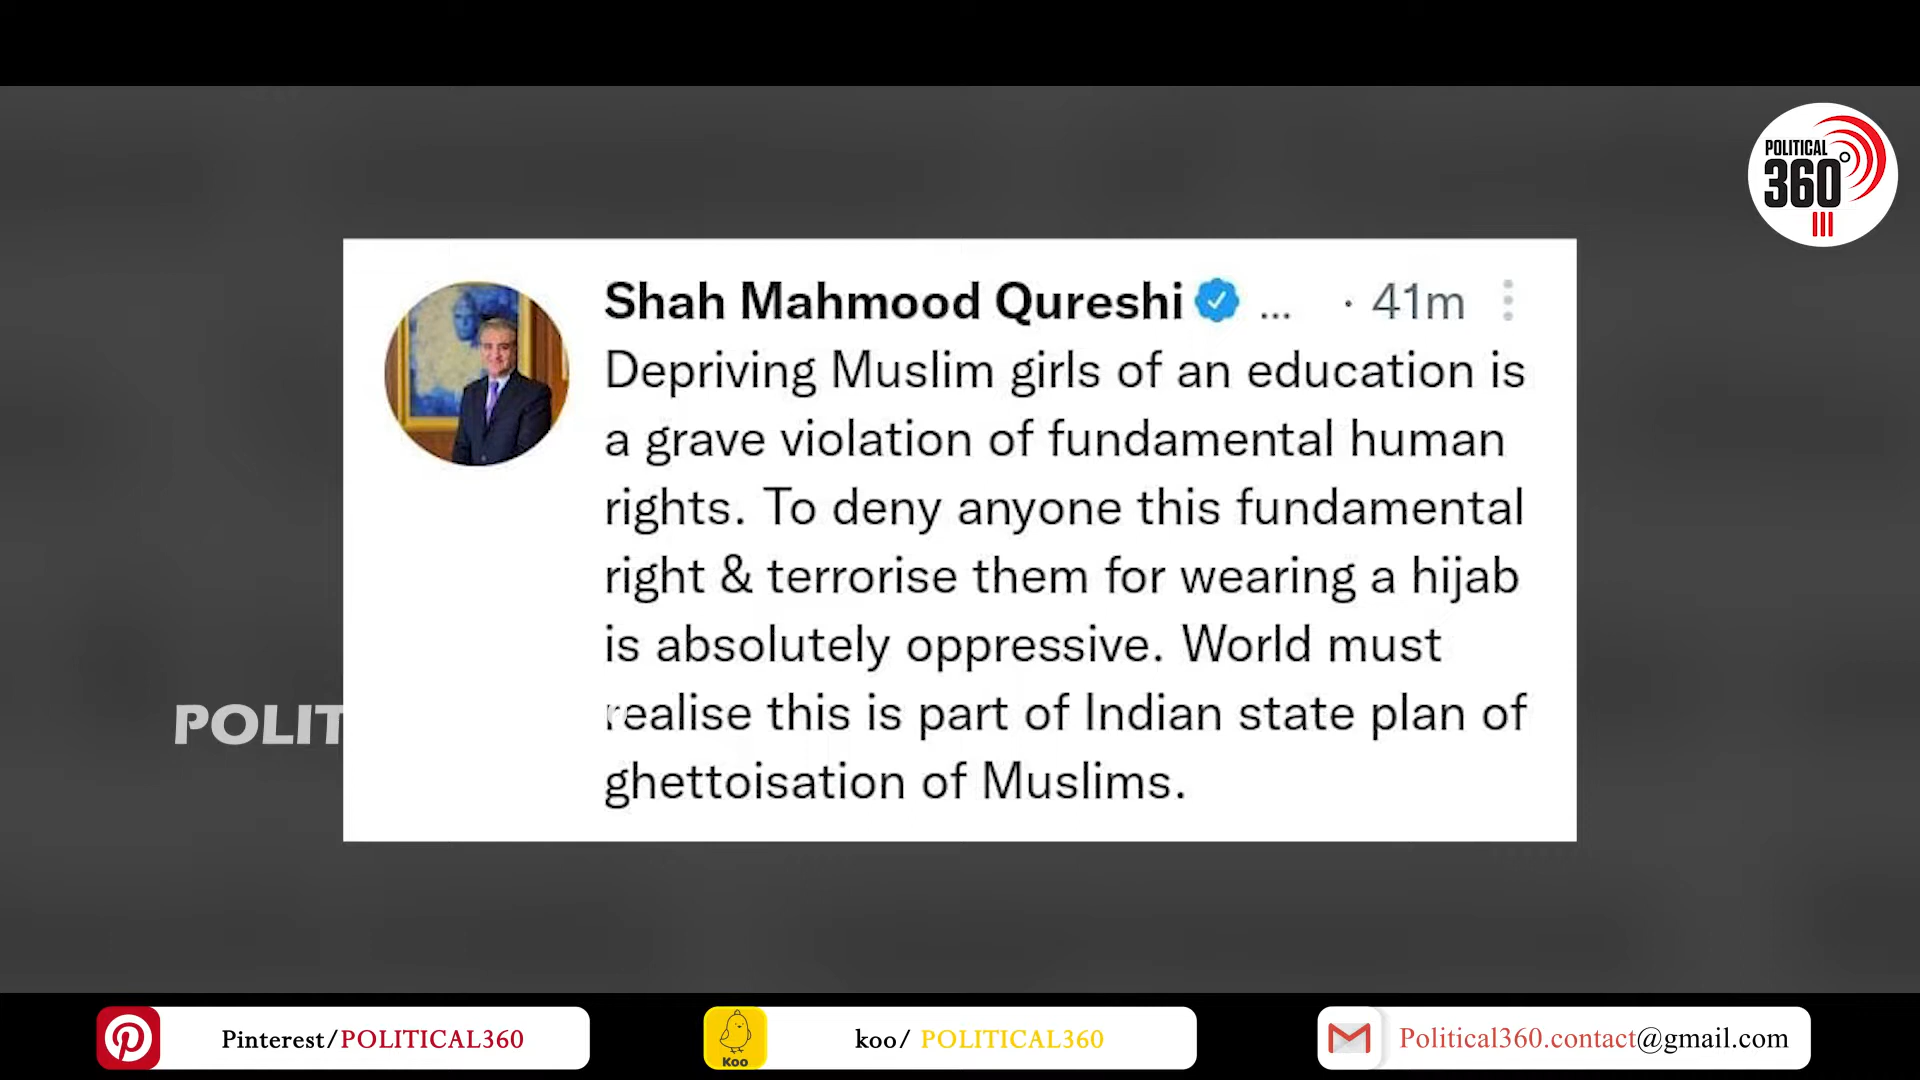 POLITICAL
360°
Shah Mahmood Qureshi ... · 41m
Depriving Muslim girls of an education is
a grave violation of fundamental human
rights. To deny anyone this fundamental
right & terrorise them for wearing a hijab
is absolutely oppressive. World must
realise this is part of Indian state plan of
ghettoisation of Muslims.
POLIT
Pinterest/POLITICAL360
Koo
koo/ POLITICAL360
Political360.contact@gmail.com